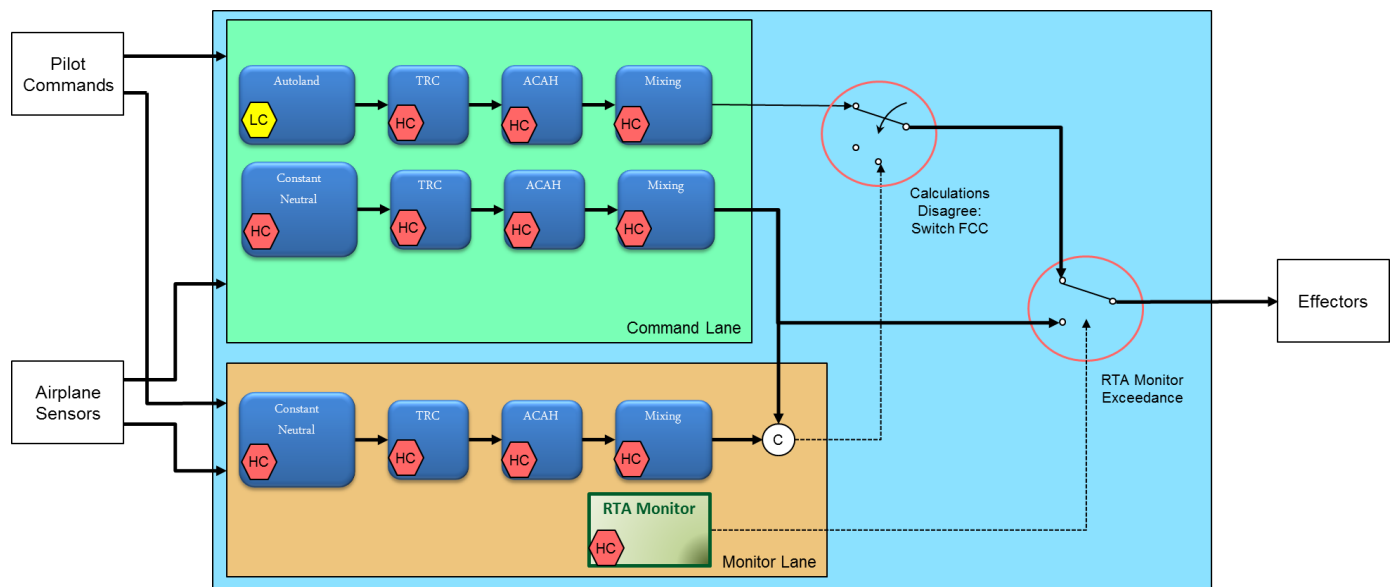 Pilot
Commands
Airplane
Sensors
Autoland
LC
TRC
HC
ACAH
HC
Mixing
HC
Constant
Neutral
HC
TRC
HC
ACAH
HC
Mixing
HC
Command Lane
Constant
Neutral
HC
TRC
HC
ACAH
HC
Mixing
HC
C
RTA Monitor
HC
Monitor Lane
Calculations
Disagree:
Switch FCC
RTA Monitor
Exceedance
Effectors